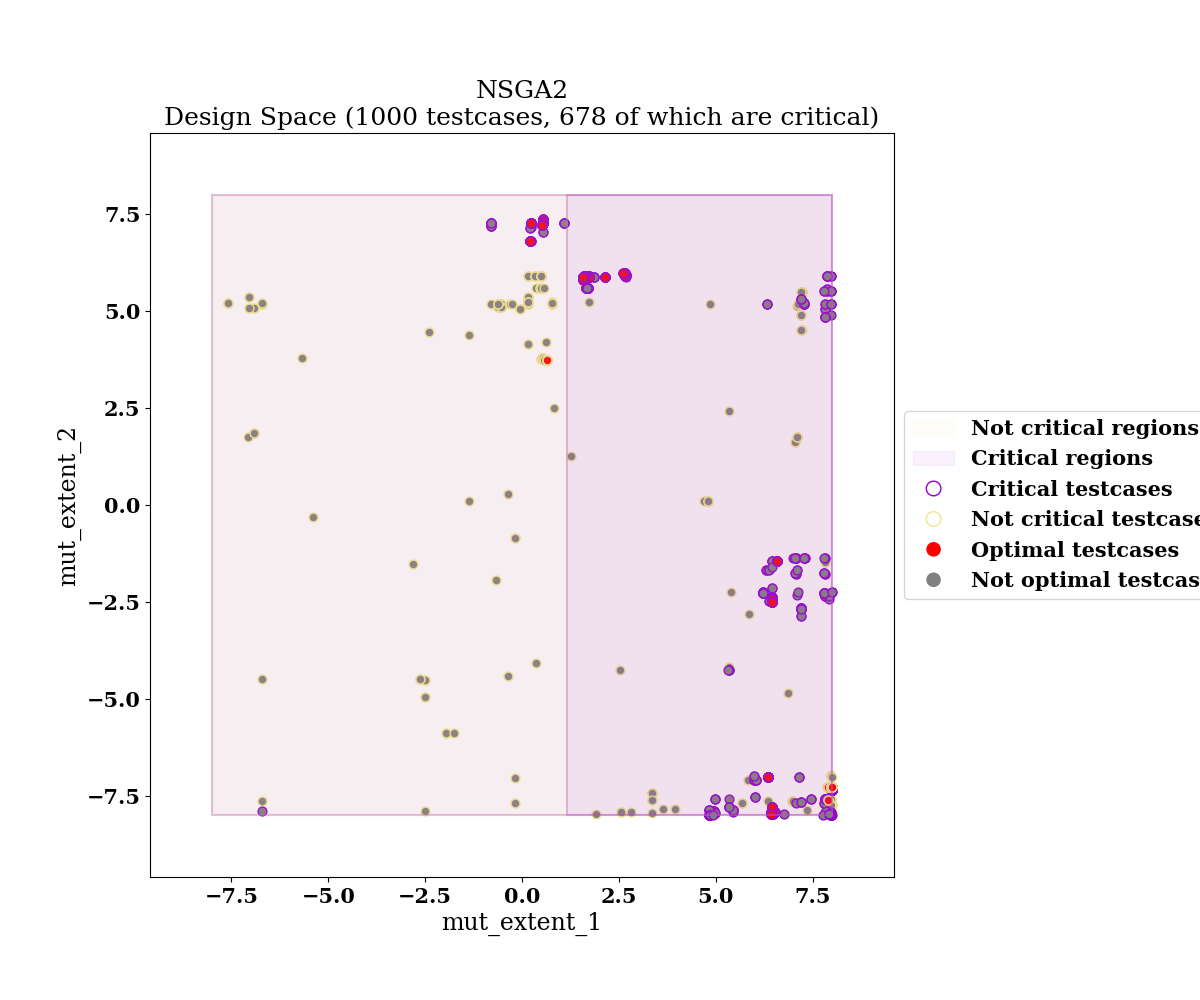 NSGA2
Design Space (1000 testcases, 678 of which are critical)
7.5
5.0
2.5
0.0
−2.5
−5.0
−7.5
mut_extent_2
−7.5 −5.0 −2.5 0.0 2.5 5.0 7.5
mut_extent_1
Not critical regions
Critical regions
Critical testcases
Not critical testcase
Optimal testcases
Not optimal testcas